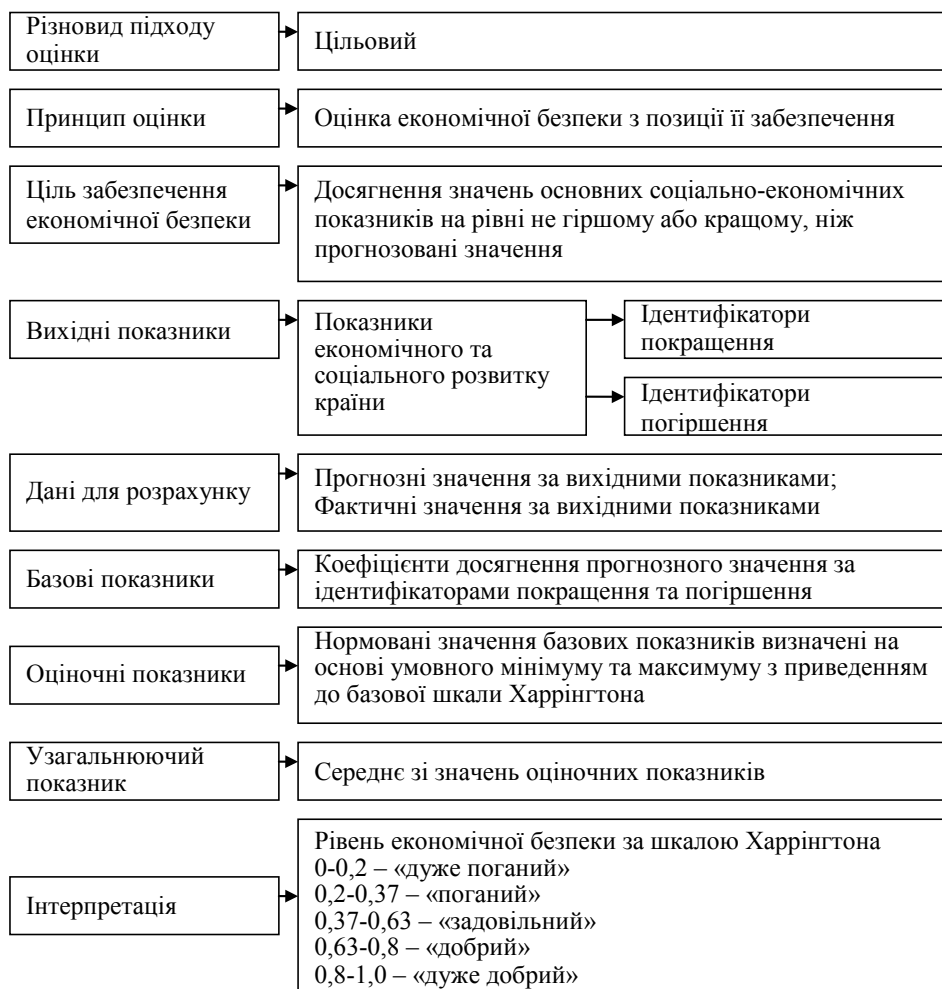 Різновид підходу
оцінки
Цільовий
Принцип оцінки
Оцінка економічної безпеки з позиції її забезпечення
Ціль забезпечення
економічної безпеки
Досягнення значень основних соціально-економічних
показників на рівні не гіршому або кращому, ніж
прогнозовані значення
Вихідні показники
Показники
економічного та
соціального розвитку
країни
Ідентифікатори
покращення
Ідентифікатори
погіршення
Дані для розрахунку
Прогнозні значення за вихідними показниками;
Фактичні значення за вихідними показниками
Базові показники
Коефіцієнти досягнення прогнозного значення за
ідентифікаторами покращення та погіршення
Оціночні показники
Нормовані значення базових показників визначені на
основі умовного мінімуму та максимуму з приведенням
до базової шкали Харрінгтона
Узагальнюючий
показник
Середнє зі значень оціночних показників
Інтерпретація
Рівень економічної безпеки за шкалою Харрінгтона
0-0,2 – «дуже поганий»
0,2-0,37 – «поганий»
0,37-0,63 – «задовільний»
0,63-0,8 – «добрий»
0,8-1,0 – «дуже добрий»